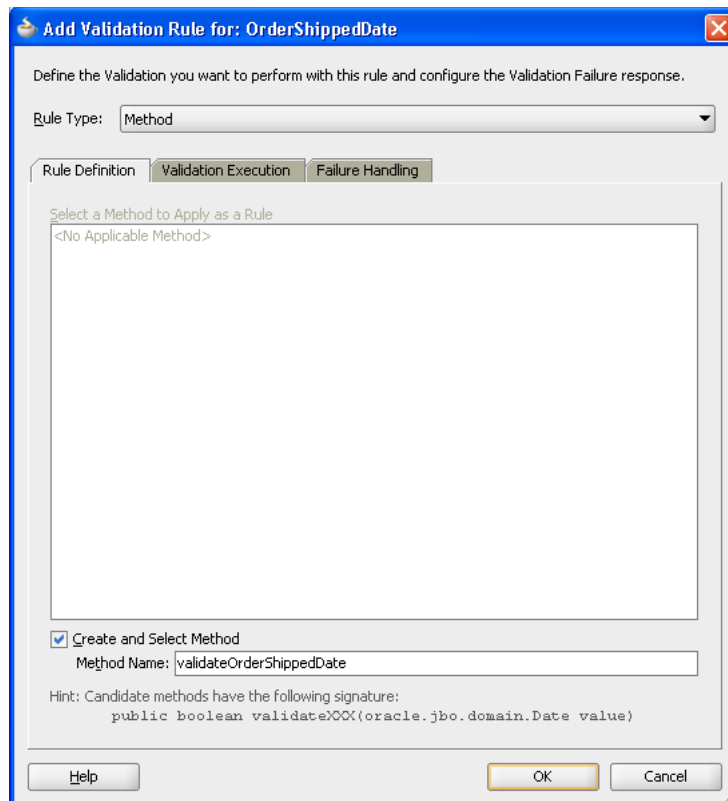 Add Validation Rule for: OrderShippedDate
Define the Validation you want to perform with this rule and configure the Validation Failure response.
Rule Type: Method
Rule Definition Validation Execution Failure Handling
Select a Method to Apply as a Rule
<No Applicable Method>
Create and Select Method
Method Name: validateOrderShippedDate
Hint: Candidate methods have the following signature:
public boolean validateXXX(oracle.jbo.domain.Date value)
Help OK Cancel